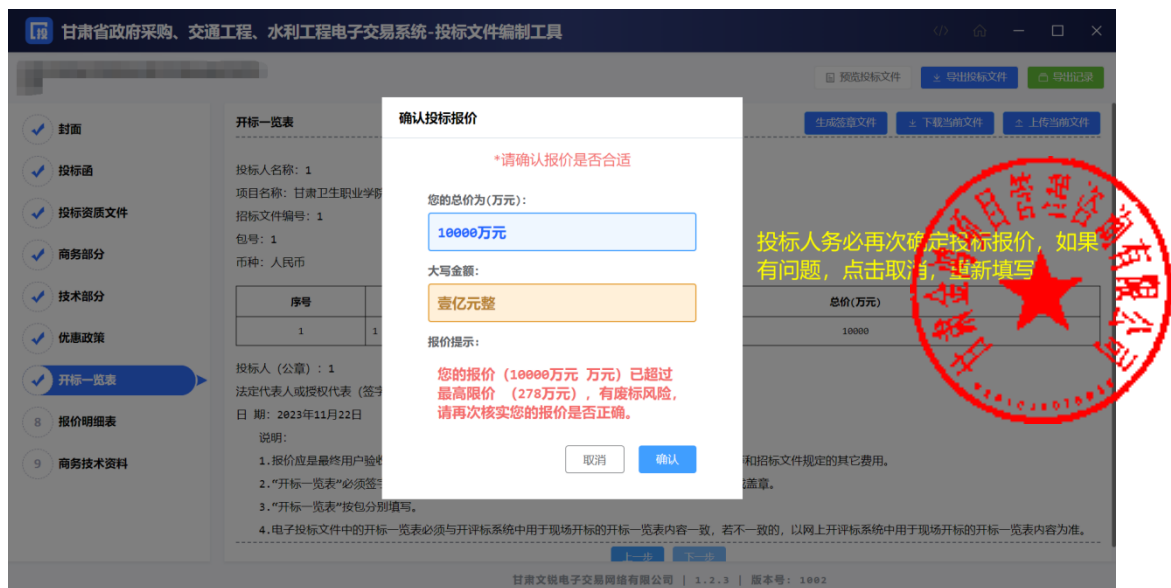 投
甘肃省政府采购、交通工程、水利工程电子交易系统-投标文件编制工具
预览投标文件
导出投标文件
导出记录
封面
投标函
投标资质文件
商务部分
技术部分
优惠政策
开标一览表
8 报价明细表
9 商务技术资料
开标一览表
生成签章文件
下载当前文件
上传当前文件
投标人名称: 1
项目名称: 甘肃卫生职业学院
招标文件编号: 1
包号: 1
币种: 人民币
序号
总价(万元)
1
1
10000
投标人 (公章) : 1
法定代表人或授权代表 (签字
日 期: 2023年11月22日
说明:
1.报价应是最终用户验收
和招标文件规定的其它费用。
2.“开标一览表”必须签字
盖章。
3.“开标一览表”按包分别填写。
4.电子投标文件中的开标一览表必须与开评标系统中用于现场开标的开标一览表内容一致, 若不一致的, 以网上开评标系统中用于现场开标的开标一览表内容为准。
上一步
下一步
确认投标报价
*请确认报价是否合适
您的总价为(万元):
10000万元
大写金额:
壹亿元整
报价提示:
您的报价 (10000万元 万元) 已超过
最高限价 (278万元) , 有废标风险,
请再次核实您的报价是否正确。
取消
确认
投标人务必再次确定投标报价, 如果
有问题, 点击取消, 重新填写
项目管理咨询有限公司
甘肃文锐电子交易网络有限公司 | 1.2.3 | 版本号: 1002